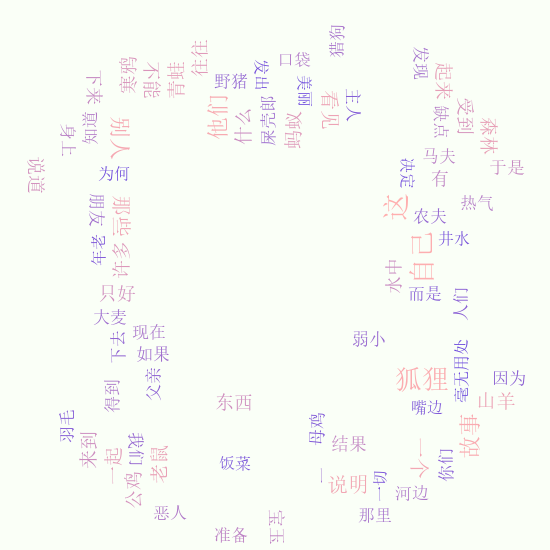 猎狗
往往
口袋
发现
寒鸦
不能
青蛙
野猪
发出
美丽
主人
看见
起来
下来
知道
他们
什么
屎壳郎
蚂蚁
缺点
受到
森林
身上
别人
说道
为何
决定
马夫
有
于是
朋友
老牛
那些
许多
这
农夫
热气
自己
井水
水中
只好
而是
人们
大麦
下去
现在
如果
弱小
毫无用处
父亲
得到
狐狸
因为
羽毛
东西
嘴边
山羊
来到
一起
我们
老鼠
母鸡
结果
故事
一个
你们
公鸡
饭菜
一
说明
一切
河边
恶人
那里
准备
宝玉